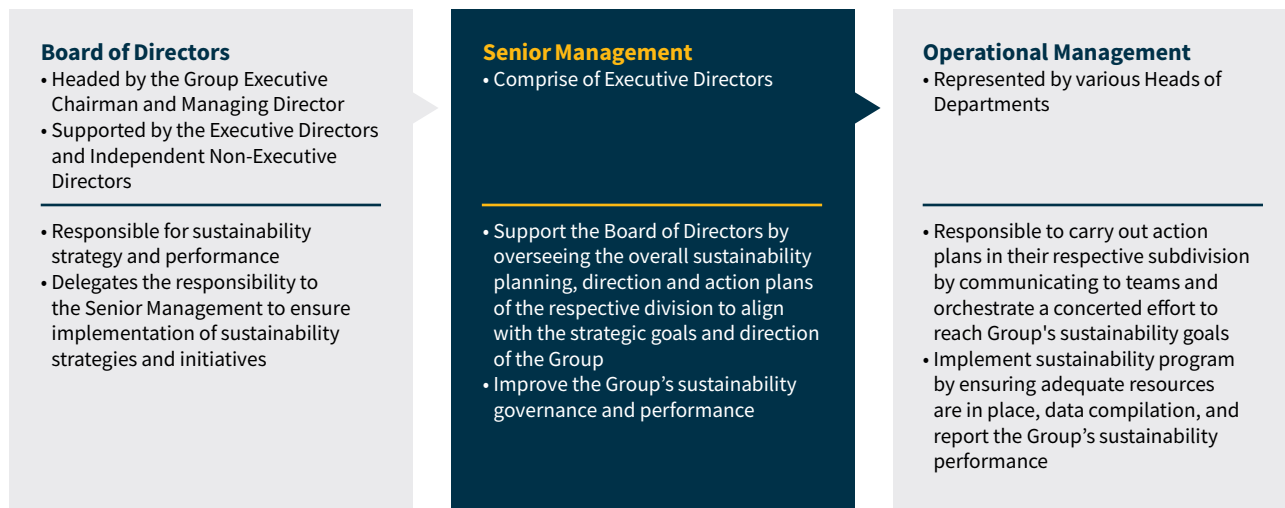 Board of Directors
• Headed by the Group Executive
Chairman and Managing Director
• Supported by the Executive Directors
and Independent Non-Executive
Directors
• Responsible for sustainability
strategy and performance
• Delegates the responsibility to
the Senior Management to ensure
implementation of sustainability
strategies and initiatives
Senior Management
• Comprise of Executive Directors
• Support the Board of Directors by
overseeing the overall sustainability
planning, direction and action plans
of the respective division to align
with the strategic goals and direction
of the Group
• Improve the Group’s sustainability
governance and performance
Operational Management
• Represented by various Heads of
Departments
• Responsible to carry out action
plans in their respective subdivision
by communicating to teams and
orchestrate a concerted effort to
reach Group's sustainability goals
• Implement sustainability program
by ensuring adequate resources
are in place, data compilation, and
report the Group’s sustainability
performance